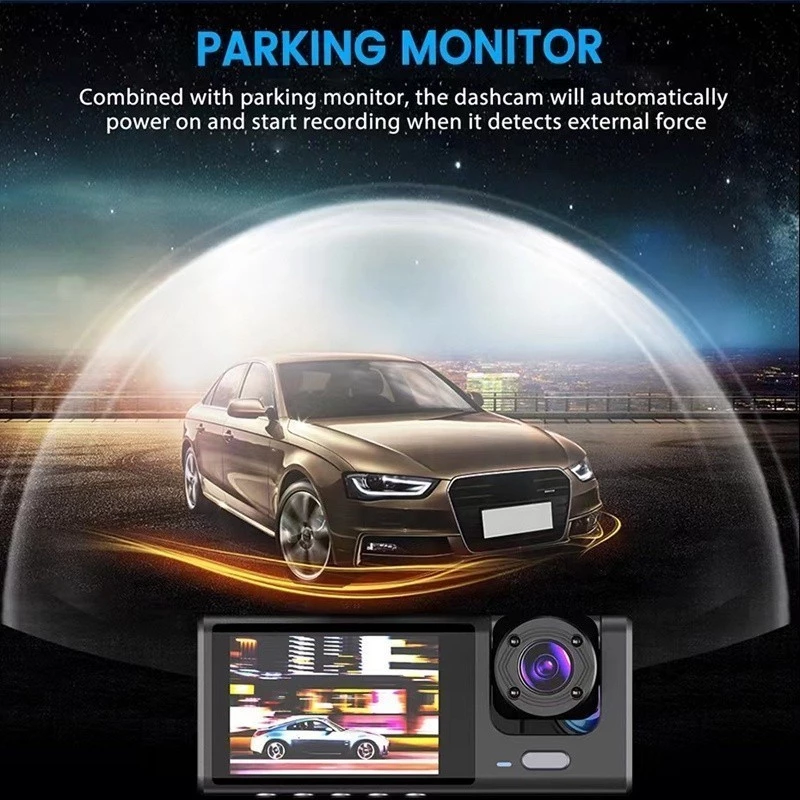 PARKING MONITOR
Combined with parking monitor, the dashcam will automatically
power on and start recording when it detects external force